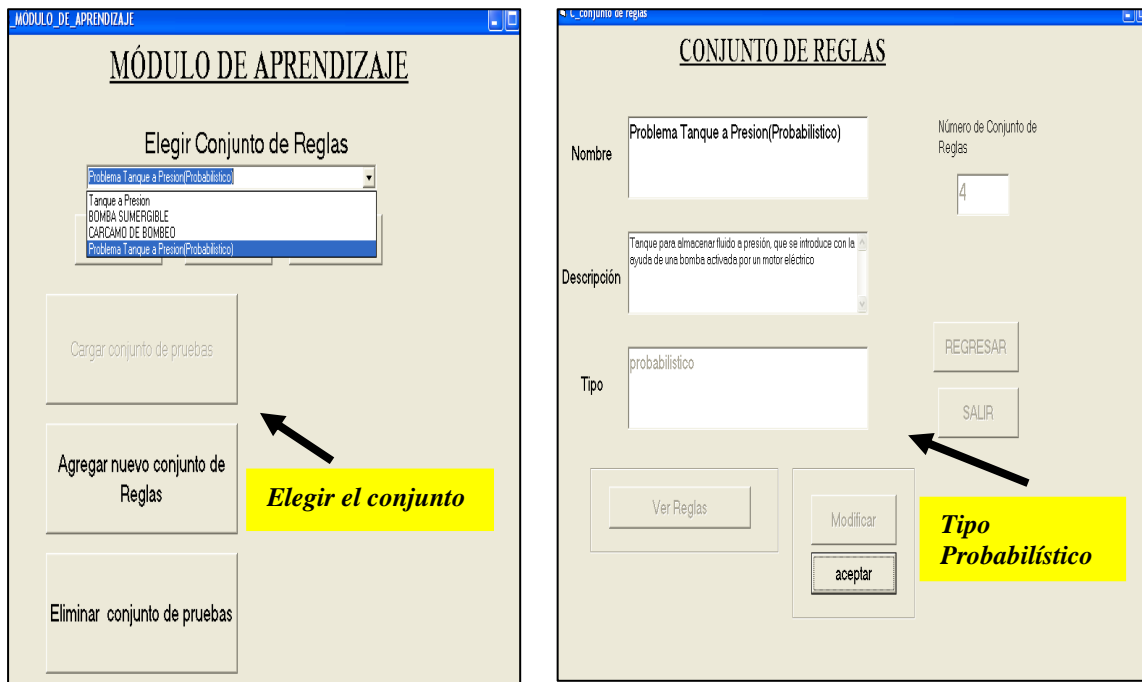 _MÓDULO_DE_APRENDIZAJE
MÓDULO DE APRENDIZAJE
Elegir Conjunto de Reglas
Problema Tanque a Presion(Probabilistico)
Tanque a Presion
BOMBA SUMERGIBLE
CARCAMO DE BOMBEO
Problema Tanque a Presion(Probabilistico)
Cargar conjunto de pruebas
Agregar nuevo conjunto de
Reglas
Elegir el conjunto
Eliminar conjunto de pruebas
C_conjunto de reglas
CONJUNTO DE REGLAS
Nombre
Problema Tanque a Presion(Probabilistico)
Número de Conjunto de
Reglas
4
Descripción
Tanque para almacenar fluido a presión, que se introduce con la
ayuda de una bomba activada por un motor eléctrico
Tipo
probabilistico
REGRESAR
SALIR
Ver Reglas
Modificar
aceptar
Tipo
Probabilístico